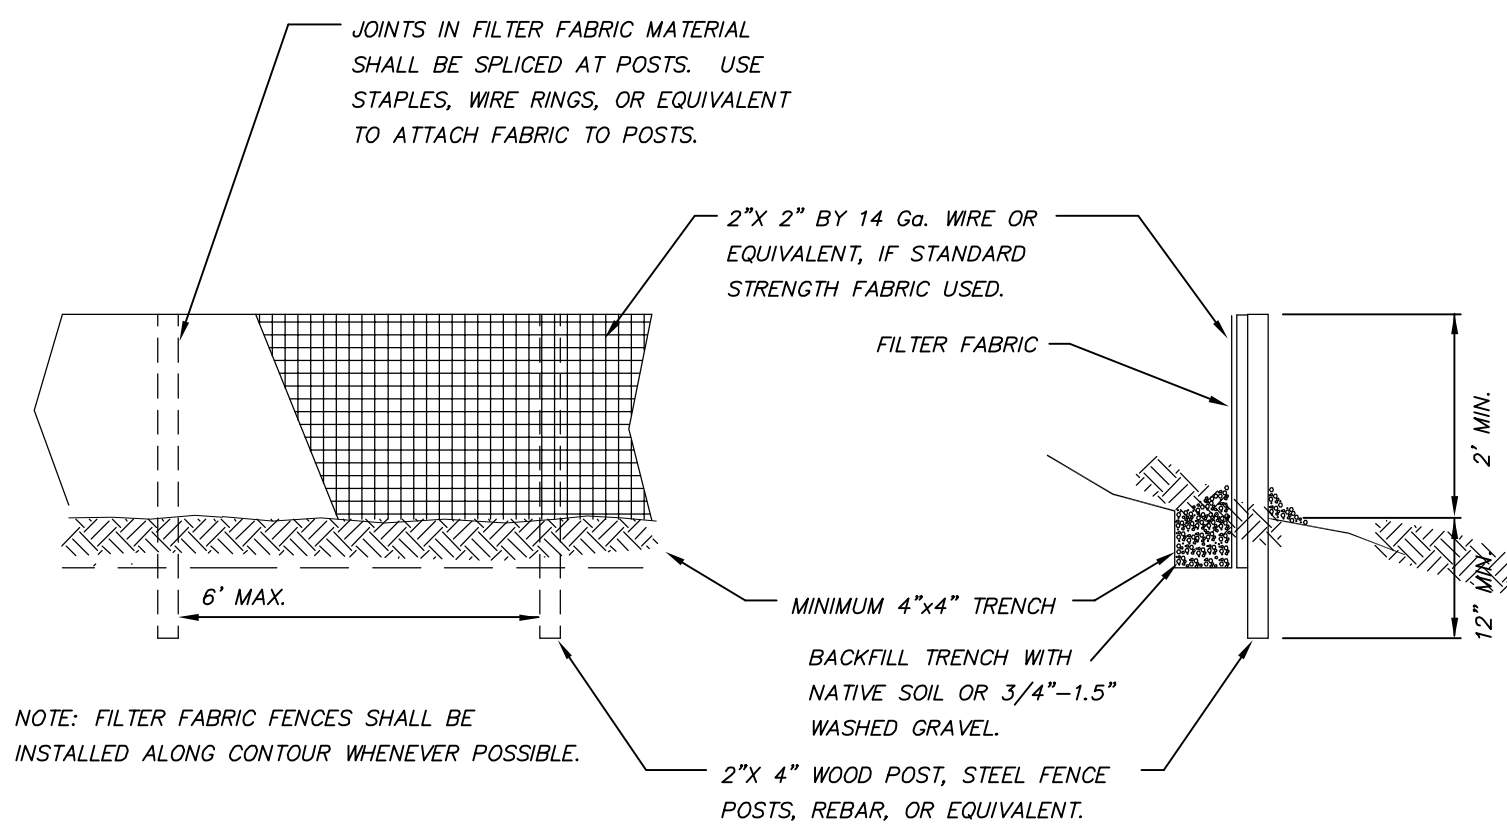 JOINTS IN FILTER FABRIC MATERIAL
SHALL BE SPLICED AT POSTS. USE
STAPLES, WIRE RINGS, OR EQUIVALENT
TO ATTACH FABRIC TO POSTS.
2"X 2" BY 14 Ga. WIRE OR
EQUIVALENT, IF STANDARD
STRENGTH FABRIC USED.
FILTER FABRIC
2' MIN.
12" MIN.
6' MAX.
MINIMUM 4"x4" TRENCH
BACKFILL TRENCH WITH
NATIVE SOIL OR 3/4"-1.5"
WASHED GRAVEL.
NOTE: FILTER FABRIC FENCES SHALL BE
INSTALLED ALONG CONTOUR WHENEVER POSSIBLE.
2"X 4" WOOD POST, STEEL FENCE
POSTS, REBAR, OR EQUIVALENT.